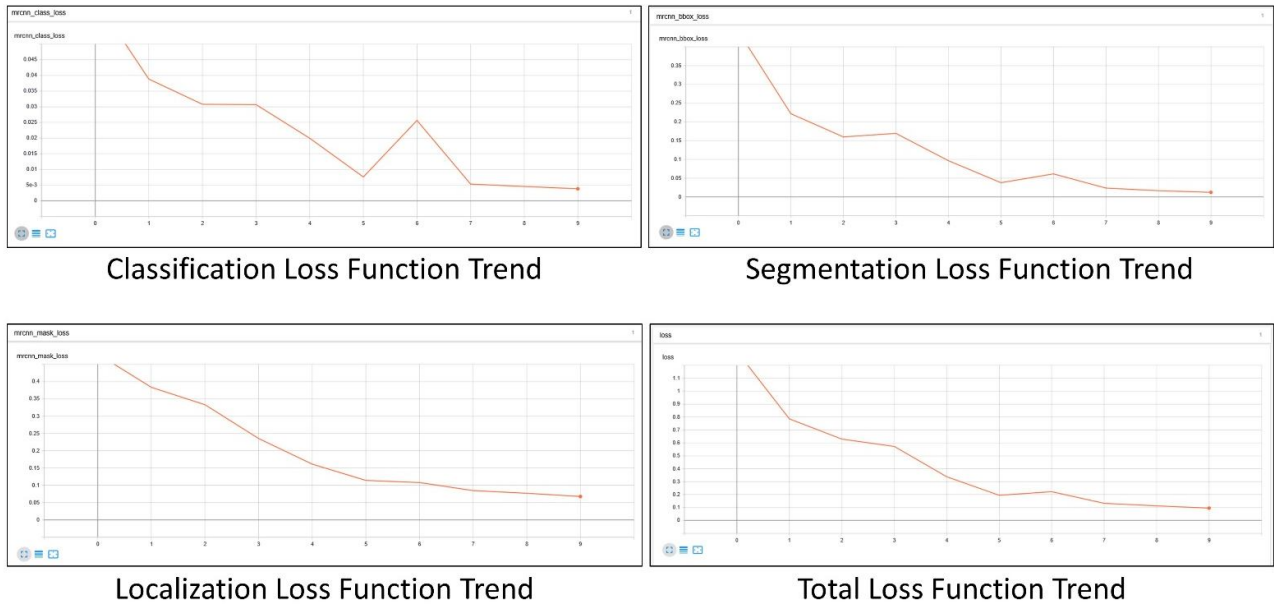 mrcnn_class_loss
1
mrcnn_class_loss
0.045
0.04
0.035
0.03
0.025
0.02
0.015
0.01
5e-3
0
0 1 2 3 4 5 6 7 8 9
Classification Loss Function Trend
mrcnn_bbox_loss
1
mrcnn_bbox_loss
0.35
0.3
0.25
0.2
0.15
0.1
0.05
0
0 1 2 3 4 5 6 7 8 9
Segmentation Loss Function Trend
mrcnn_mask_loss
1
mrcnn_mask_loss
0.4
0.35
0.3
0.25
0.2
0.15
0.1
0.05
0
0 1 2 3 4 5 6 7 8 9
Localization Loss Function Trend
loss
1
loss
1.1
1
0.9
0.8
0.7
0.6
0.5
0.4
0.3
0.2
0.1
0
0 1 2 3 4 5 6 7 8 9
Total Loss Function Trend